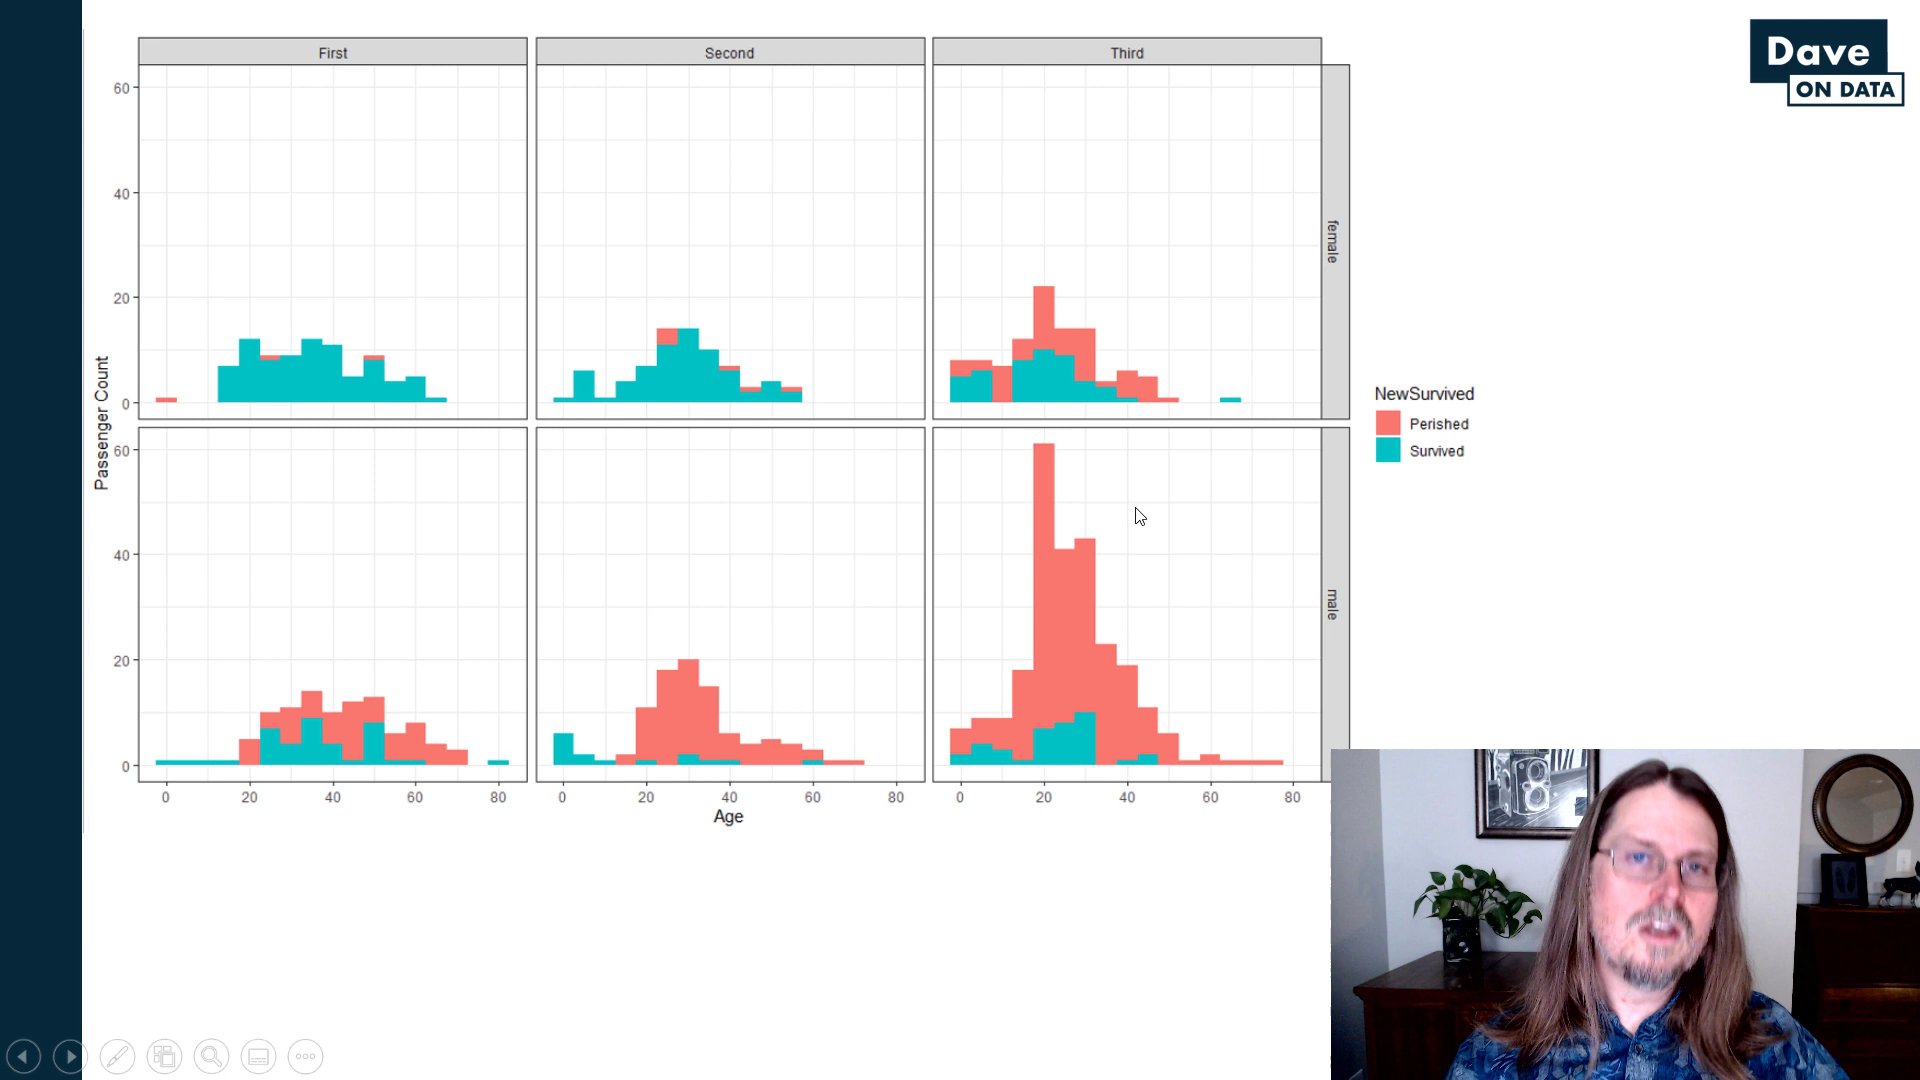 Dave
ON DATA
First
Second
Third
60
40
20
0
female
Passenger Count
60
40
20
0
male
0 20 40 60 80
0 20 40 60 80
0 20 40 60 80
Age
NewSurvived
Perished
Survived